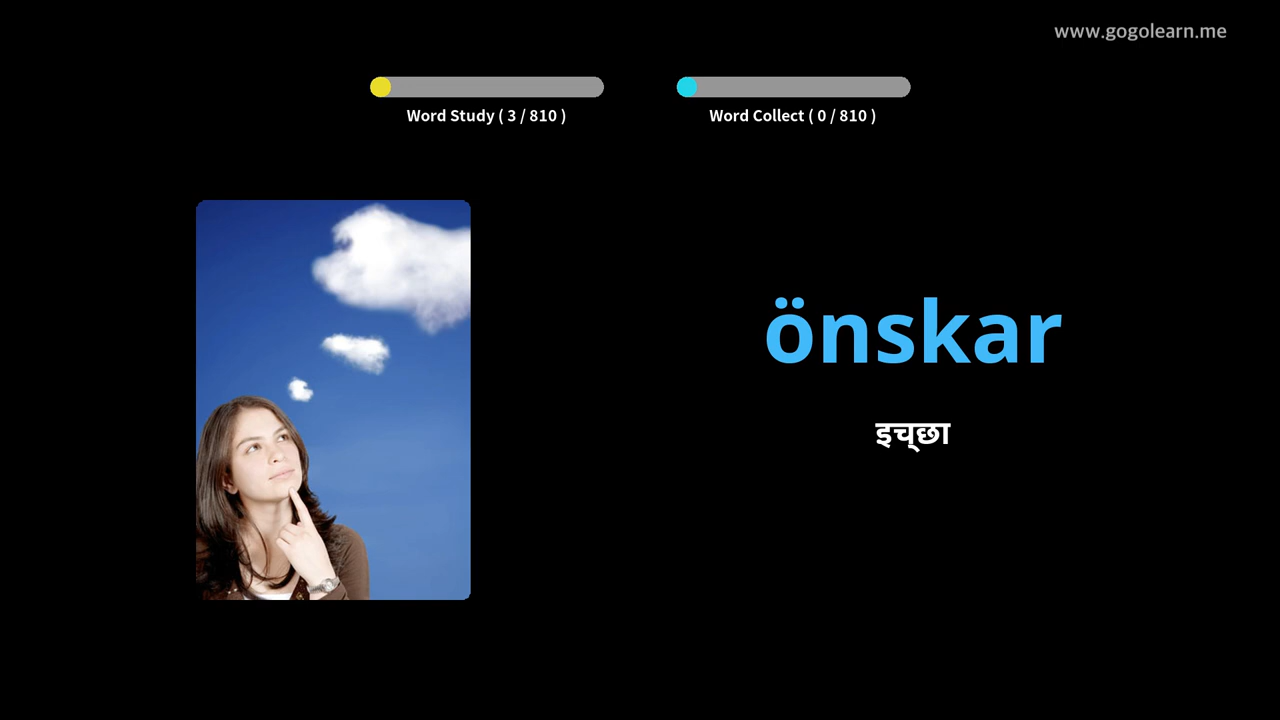 www.gogolearn.me
Word Study ( 3 / 810 )
Word Collect ( 0 / 810 )
önskar
इच्छा